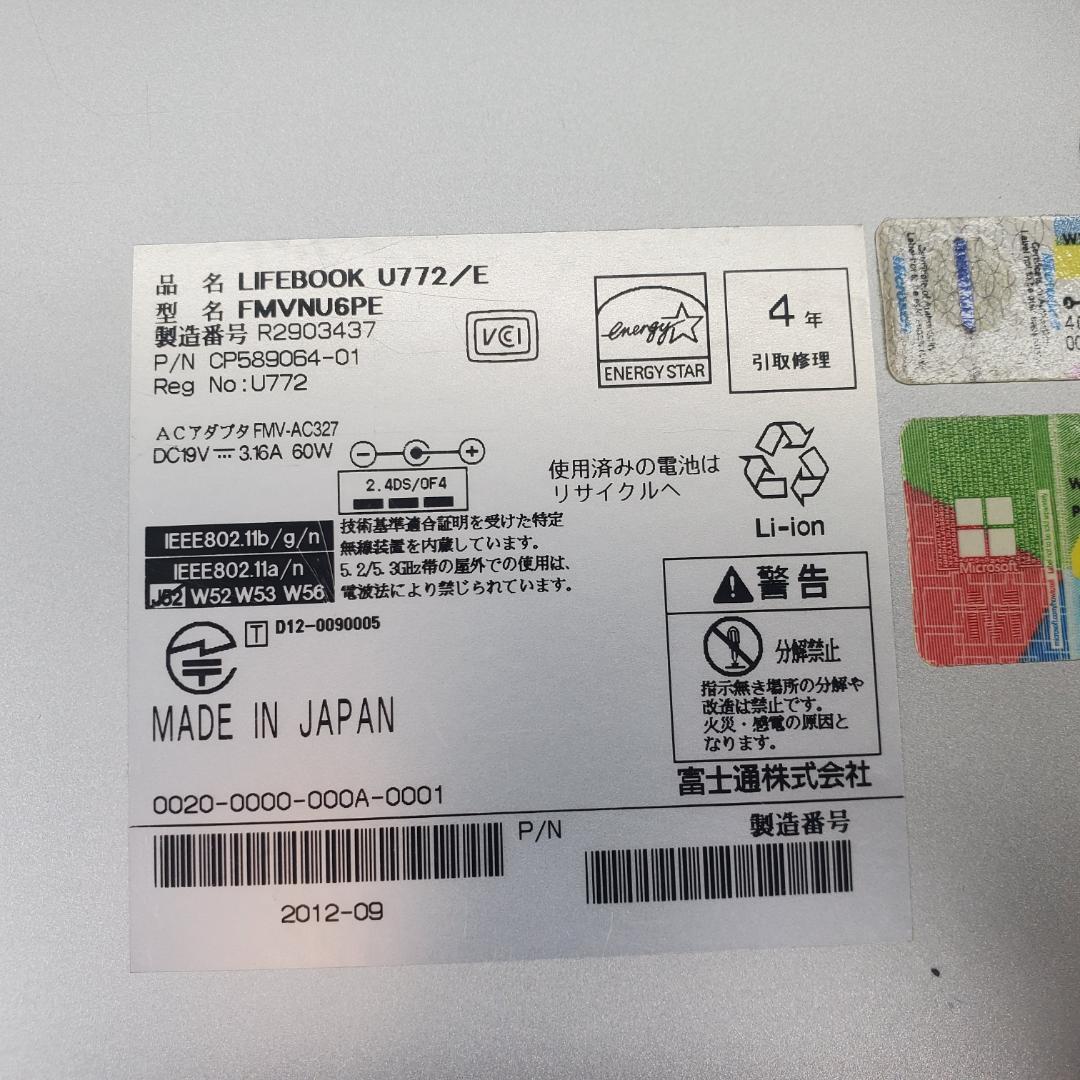 品 名 LIFEBOOK U772/E
型 名 FMVNU6PE
製造番号 R2903437
P/N CP589064-01
Reg No:U772
VCCI
energy
ENERGY STAR
4年
引取修理
ACアダプタ FMV-AC327
DC19V 3.16A 60W
2.4DS/OF4
使用済みの電池は
リサイクルへ
Li-ion
IEEE802.11b/g/n
IEEE802.11a/n
J52 W52 W53 W56
技術基準適合証明を受けた特定
無線装置を内蔵しています。
5.2/5.3GHz帯の屋外での使用は、
電波法により禁じられています。
T D12-0090005
MADE IN JAPAN
警告
分解禁止
指示無き場所の分解や
改造は禁止です。
火災・感電の原因と
なります。
富士通株式会社
0020-0000-000A-0001
P/N
製造番号
2012-09
Microsoft